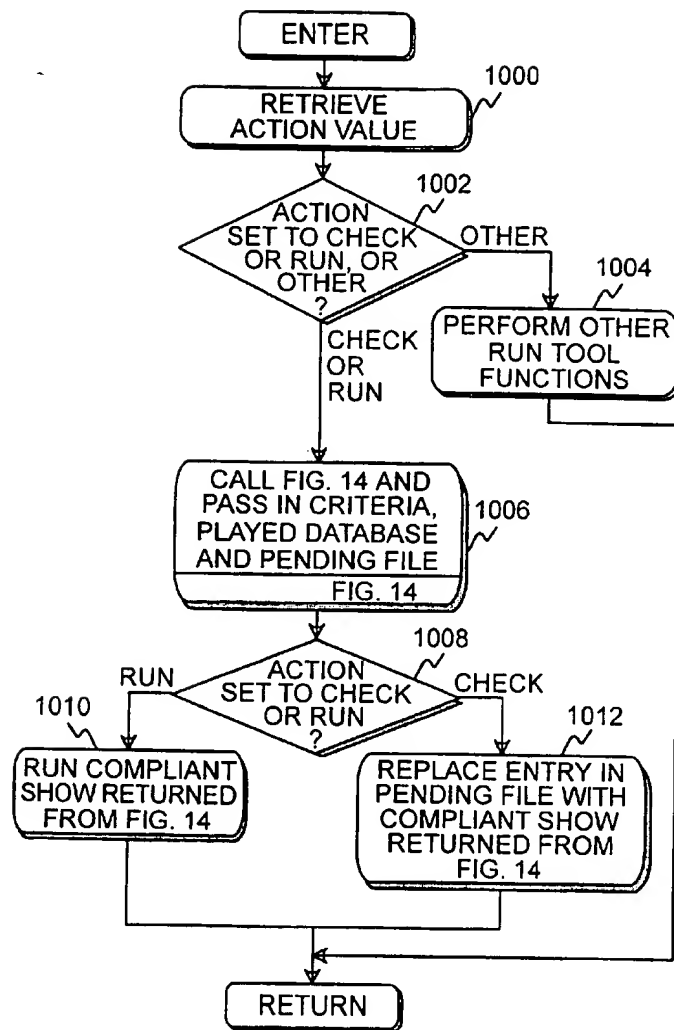 ENTER
1000
RETRIEVE
ACTION VALUE
1002
ACTION
SET TO CHECK
OR RUN, OR
OTHER
?
OTHER
1004
PERFORM OTHER
RUN TOOL
FUNCTIONS
CHECK
OR
RUN
CALL FIG. 14 AND
PASS IN CRITERIA,
PLAYED DATABASE
AND PENDING FILE
FIG. 14
1006
1008
ACTION
SET TO CHECK
OR RUN
?
RUN
CHECK
1010
RUN COMPLIANT
SHOW RETURNED
FROM FIG. 14
1012
REPLACE ENTRY IN
PENDING FILE WITH
COMPLIANT SHOW
RETURNED FROM
FIG. 14
RETURN